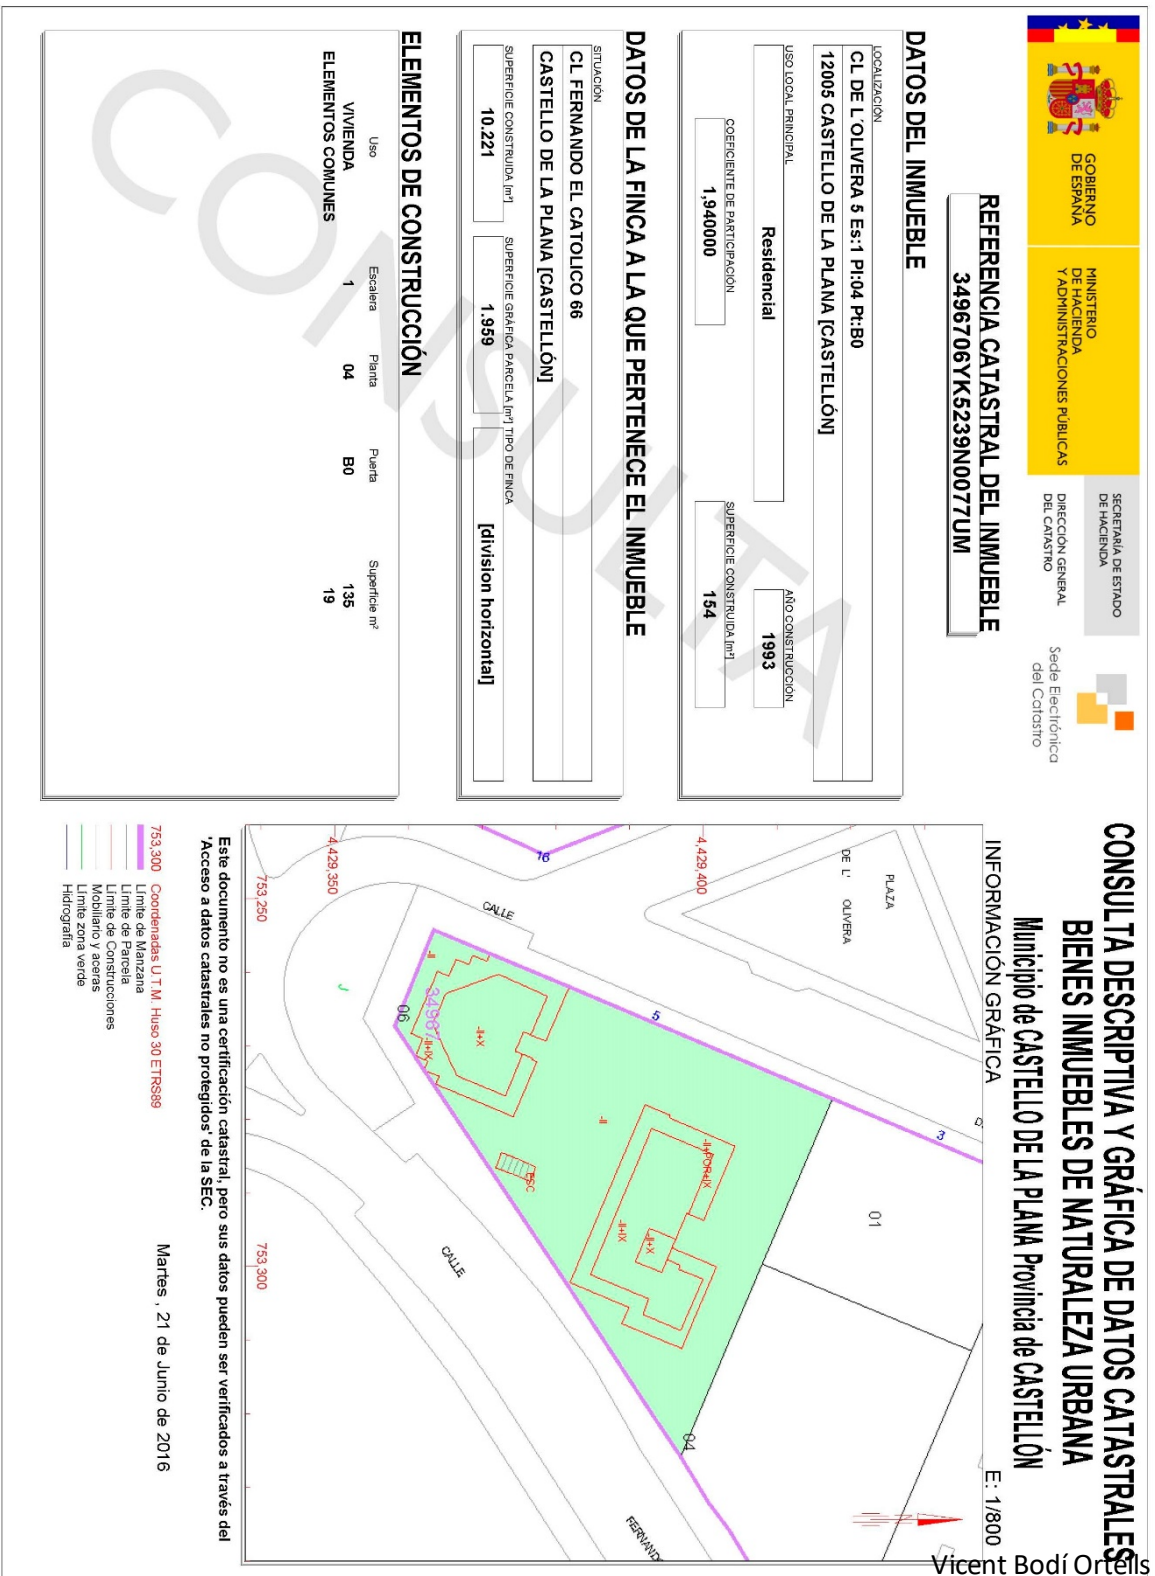 GOBIERNO
DE ESPAÑA
MINISTERIO
DE HACIENDA
Y ADMINISTRACIONES PÚBLICAS
SECRETARÍA DE ESTADO
DE HACIENDA
DIRECCIÓN GENERAL
DEL CATASTRO
Sede Electrónica
del Catastro
REFERENCIA CATASTRAL DEL INMUEBLE
3496706YK5239N0077UM
DATOS DEL INMUEBLE
LOCALIZACIÓN
CL DE L´OLIVERA 5 Es:1 Pl:04 Pt:B0
12005 CASTELLO DE LA PLANA [CASTELLÓN]
USO LOCAL PRINCIPAL
Residencial
AÑO CONSTRUCCIÓN
1993
COEFICIENTE DE PARTICIPACIÓN
1,940000
SUPERFICIE CONSTRUIDA [m²]
154
DATOS DE LA FINCA A LA QUE PERTENECE EL INMUEBLE
SITUACIÓN
CL FERNANDO EL CATOLICO 66
CASTELLO DE LA PLANA [CASTELLÓN]
SUPERFICIE CONSTRUIDA [m²]
10.221
SUPERFICIE GRÁFICA PARCELA [m²]
1.959
TIPO DE FINCA
[division horizontal]
ELEMENTOS DE CONSTRUCCIÓN
Uso Escalera Planta Puerta Superficie m²
VIVIENDA 1 04 B0 135
ELEMENTOS COMUNES 19
CONSULTA
CONSULTA DESCRIPTIVA Y GRÁFICA DE DATOS CATASTRALES
BIENES INMUEBLES DE NATURALEZA URBANA
Municipio de CASTELLO DE LA PLANA Provincia de CASTELLÓN
INFORMACIÓN GRÁFICA E: 1/800
PLAZA
DE L' OLIVERA
4,429,400
16
CALLE
4,429,350
753,250
5
3
D
01
-II
34967
06
-II+X
-II+IX
-II
-II+POR+IX
-II+X
-II+IX
ESC
J
04
CALLE
FERNANDO
753,300
Este documento no es una certificación catastral, pero sus datos pueden ser verificados a través del
'Acceso a datos catastrales no protegidos' de la SEC.
753,300 Coordenadas U.T.M. Huso 30 ETRS89
Límite de Manzana
Límite de Parcela
Límite de Construcciones
Mobiliario y aceras
Límite zona verde
Hidrografía
Martes , 21 de Junio de 2016
Vicent Bodí Ortells